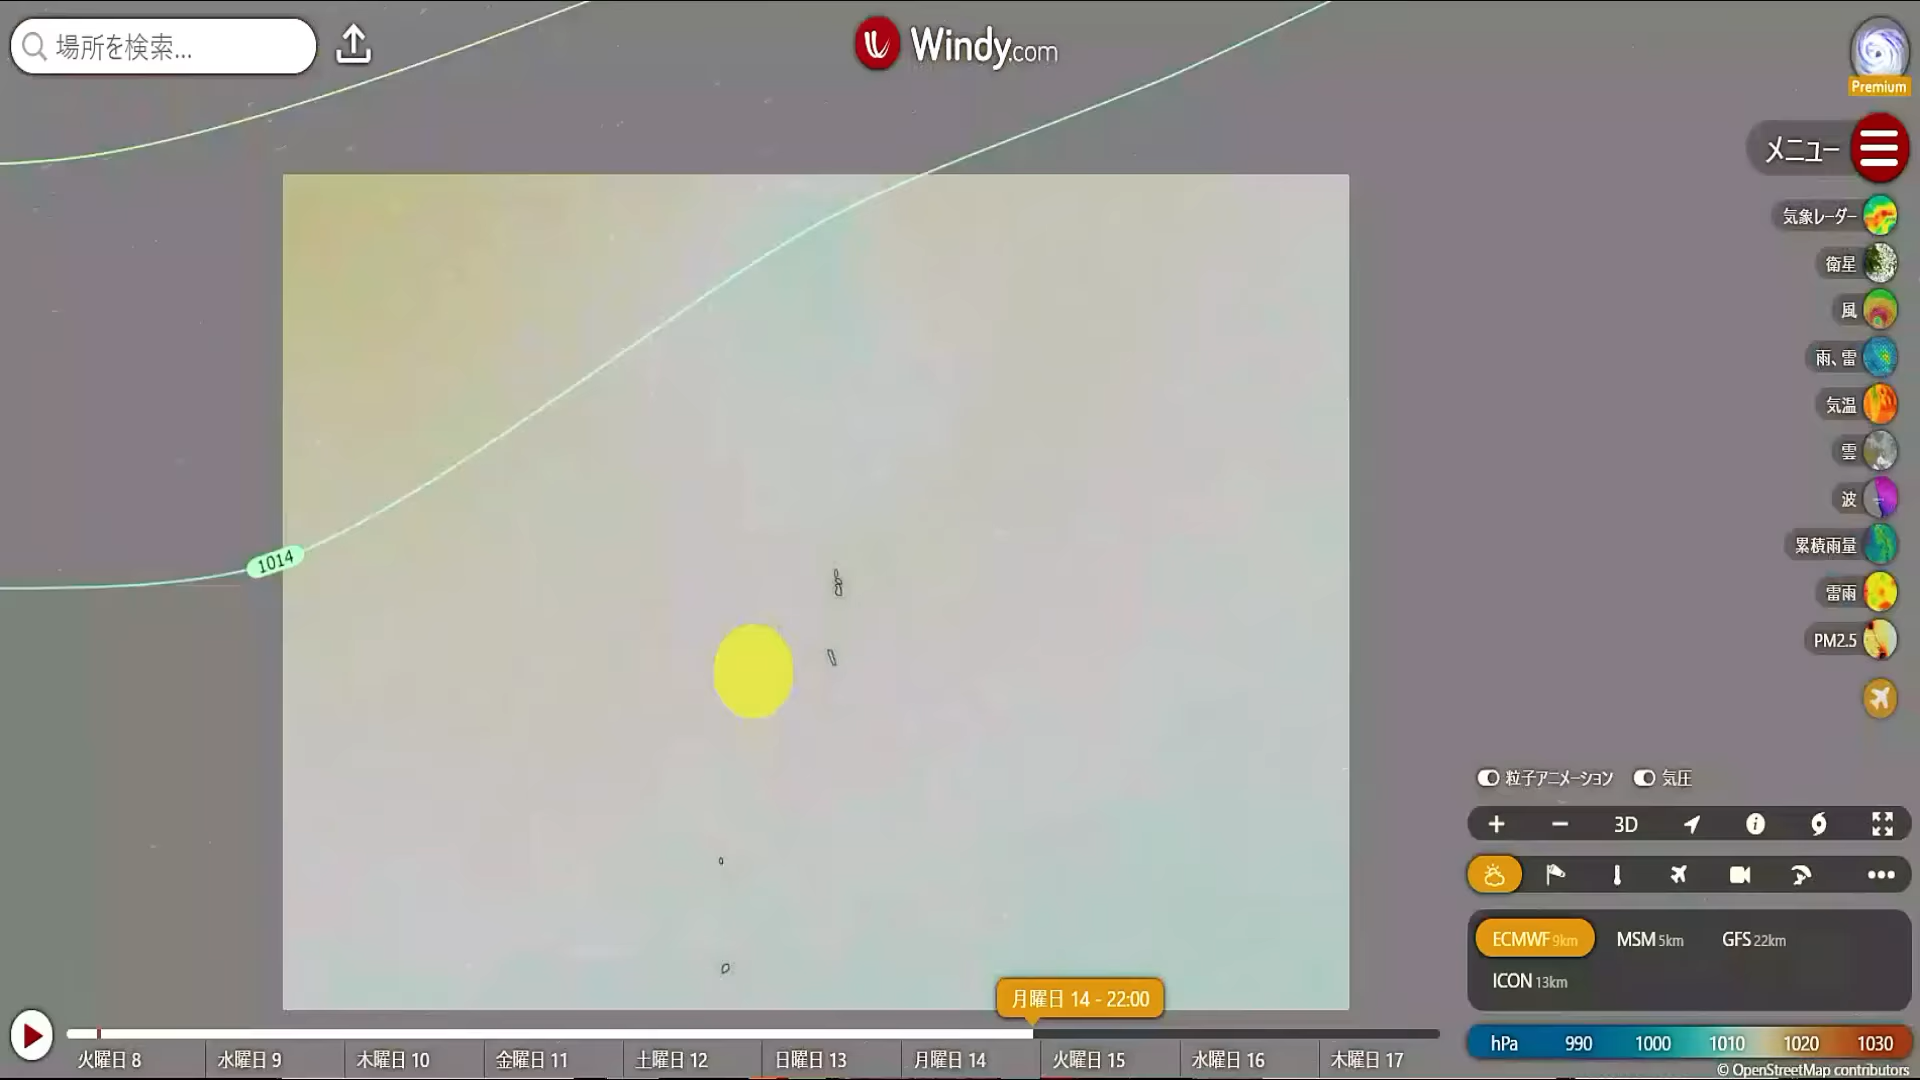 場所を検索...
Windy.com
Premium
メニュー
気象レーダー
衛星
風
雨、雷
気温
雲
波
累積雨量
雷雨
PM2.5
1014
粒子アニメーション 気圧
+ − 3D
ECMWF 9km MSM 5km GFS 22km
ICON 13km
月曜日 14 - 22:00
火曜日 8 水曜日 9 木曜日 10 金曜日 11 土曜日 12 日曜日 13 月曜日 14 火曜日 15 水曜日 16 木曜日 17
hPa 990 1000 1010 1020 1030
© OpenStreetMap contributors